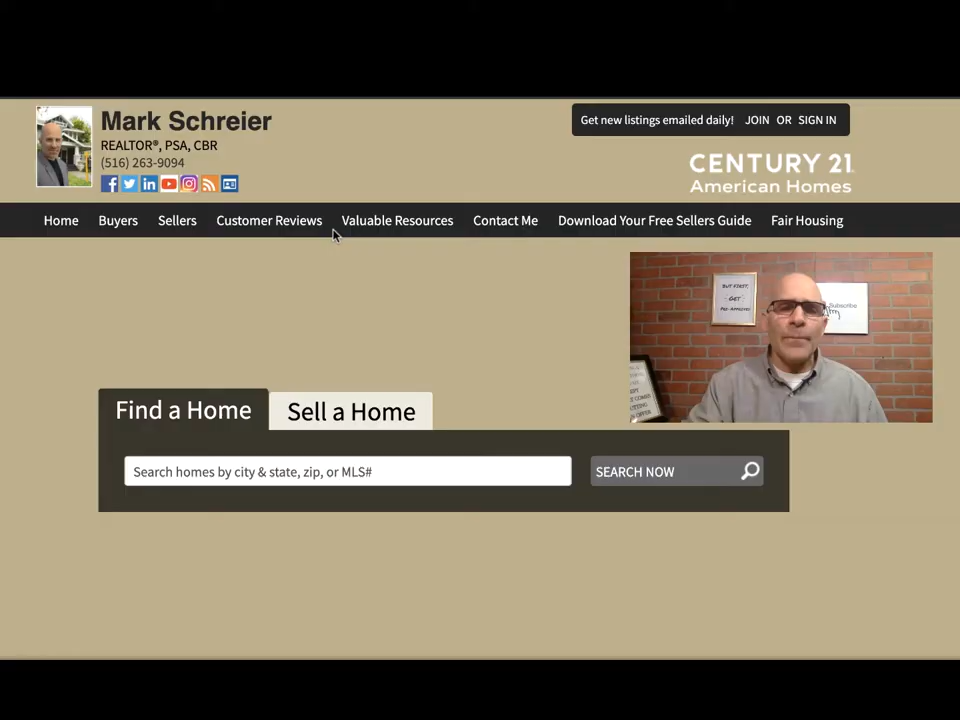 Mark Schreier
REALTOR®, PSA, CBR
(516) 263-9094
Get new listings emailed daily! JOIN OR SIGN IN
CENTURY 21
American Homes
Home Buyers Sellers Customer Reviews Valuable Resources Contact Me Download Your Free Sellers Guide Fair Housing
BUT FIRST,
GET
PRE-APPROVED
Subscribe
Find a Home
Sell a Home
Search homes by city & state, zip, or MLS#
SEARCH NOW